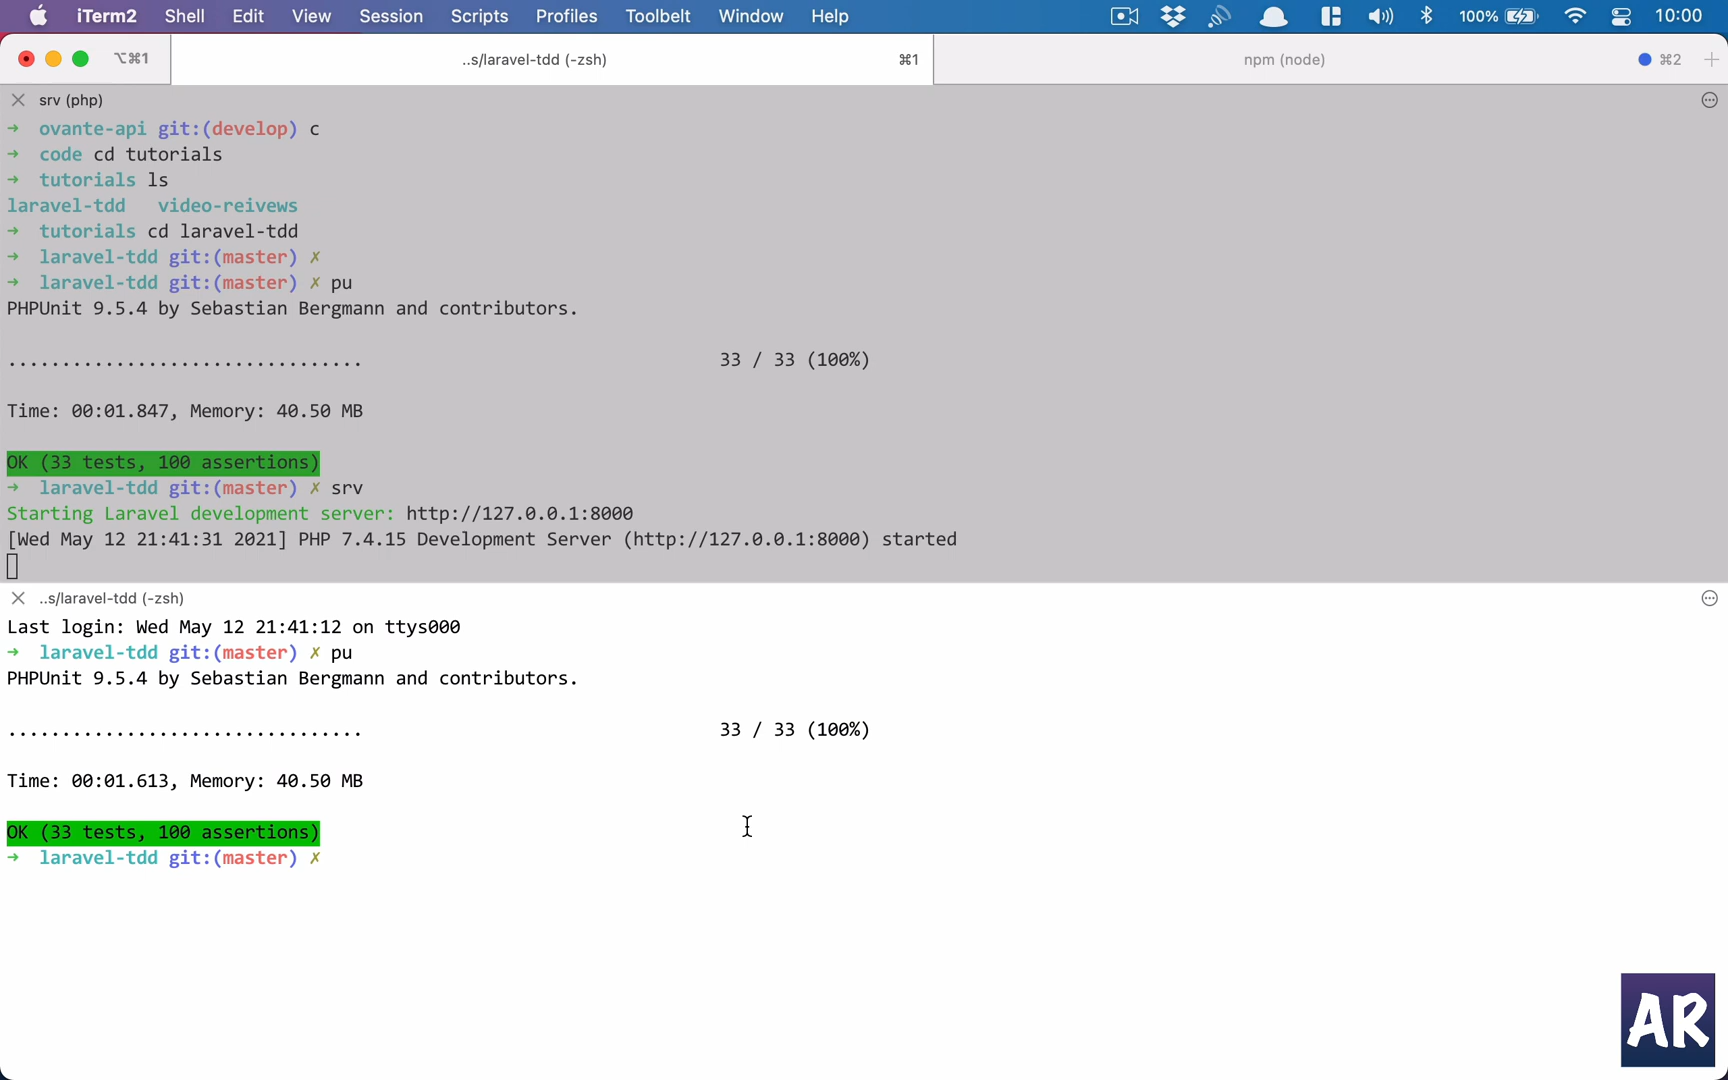 iTerm2 Shell Edit View Session Scripts Profiles Toolbelt Window Help 100% 10:00
⌥⌘1 ..s/laravel-tdd (-zsh) ⌘1 npm (node) ⌘2
srv (php)
→ ovante-api git:(develop) c
→ code cd tutorials
→ tutorials ls
laravel-tdd video-reivews
→ tutorials cd laravel-tdd
→ laravel-tdd git:(master) ✗
→ laravel-tdd git:(master) ✗ pu
PHPUnit 9.5.4 by Sebastian Bergmann and contributors.
................................. 33 / 33 (100%)
Time: 00:01.847, Memory: 40.50 MB
OK (33 tests, 100 assertions)
→ laravel-tdd git:(master) ✗ srv
Starting Laravel development server: http://127.0.0.1:8000
[Wed May 12 21:41:31 2021] PHP 7.4.15 Development Server (http://127.0.0.1:8000) started
..s/laravel-tdd (-zsh)
Last login: Wed May 12 21:41:12 on ttys000
→ laravel-tdd git:(master) ✗ pu
PHPUnit 9.5.4 by Sebastian Bergmann and contributors.
................................. 33 / 33 (100%)
Time: 00:01.613, Memory: 40.50 MB
OK (33 tests, 100 assertions)
→ laravel-tdd git:(master) ✗
AR